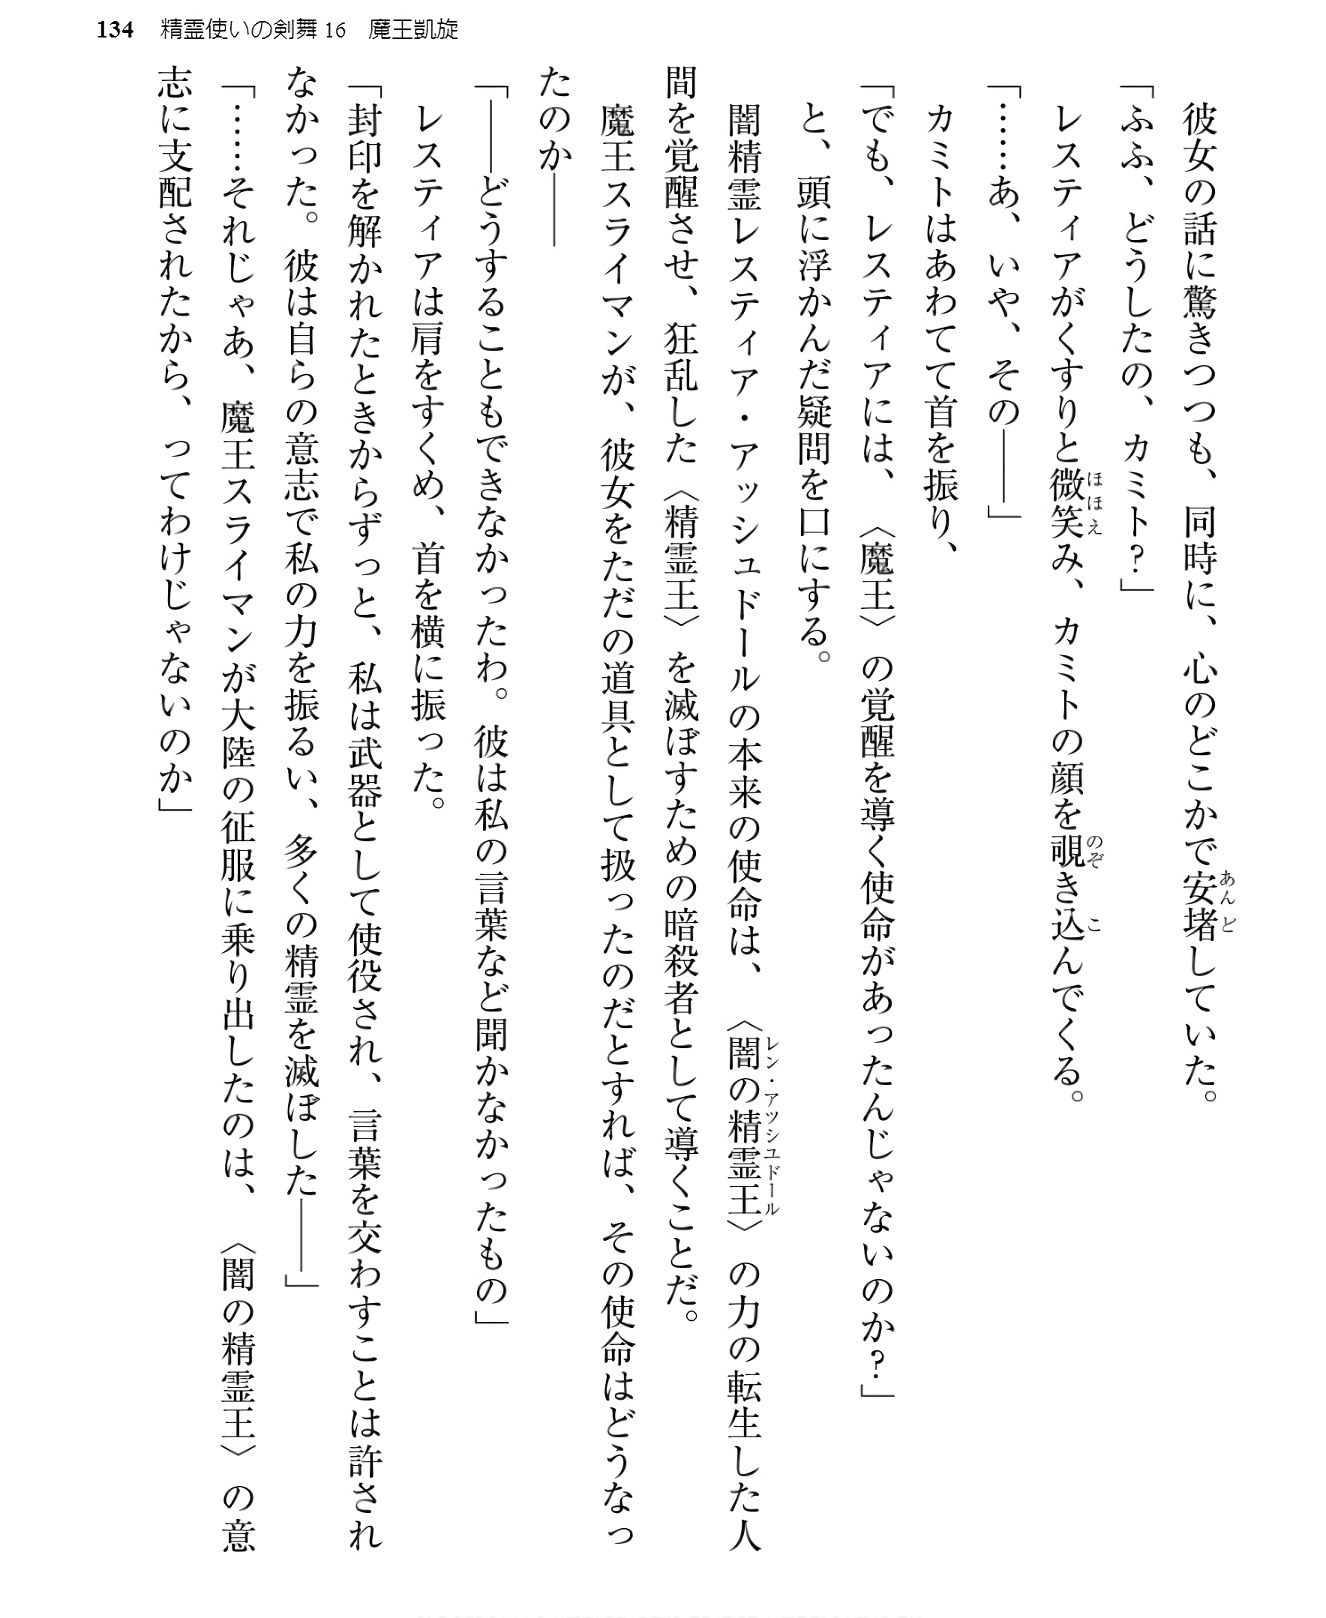 134 精霊使いの剣舞16 魔王凱旋
彼女の話に驚きつつも、同時に、心のどこかで安堵していた。
「ふふ、どうしたの、カミト?」
レスティアがくすりと微笑み、カミトの顔を覗き込んでくる。
「……あ、いや、その――」
カミトはあわてて首を振り、
「でも、レスティアには、〈魔王〉の覚醒を導く使命があったんじゃないのか?」
と、頭に浮かんだ疑問を口にする。
闇精霊レスティア・アッシュドールの本来の使命は、〈闇の精霊王〉の力の転生した人
間を覚醒させ、狂乱した〈精霊王〉を滅ぼすための暗殺者として導くことだ。
魔王スライマンが、彼女をただの道具として扱ったのだとすれば、その使命はどうなっ
たのか――
「――どうすることもできなかったわ。彼は私の言葉など聞かなかったもの」
レスティアは肩をすくめ、首を横に振った。
「封印を解かれたときからずっと、私は武器として使役され、言葉を交わすことは許され
なかった。彼は自らの意志で私の力を振るい、多くの精霊を滅ぼした――」
「……それじゃあ、魔王スライマンが大陸の征服に乗り出したのは、〈闇の精霊王〉の意
志に支配されたから、ってわけじゃないのか」
あんど
ほほえ
のぞ
こ
レン・アツシユドール